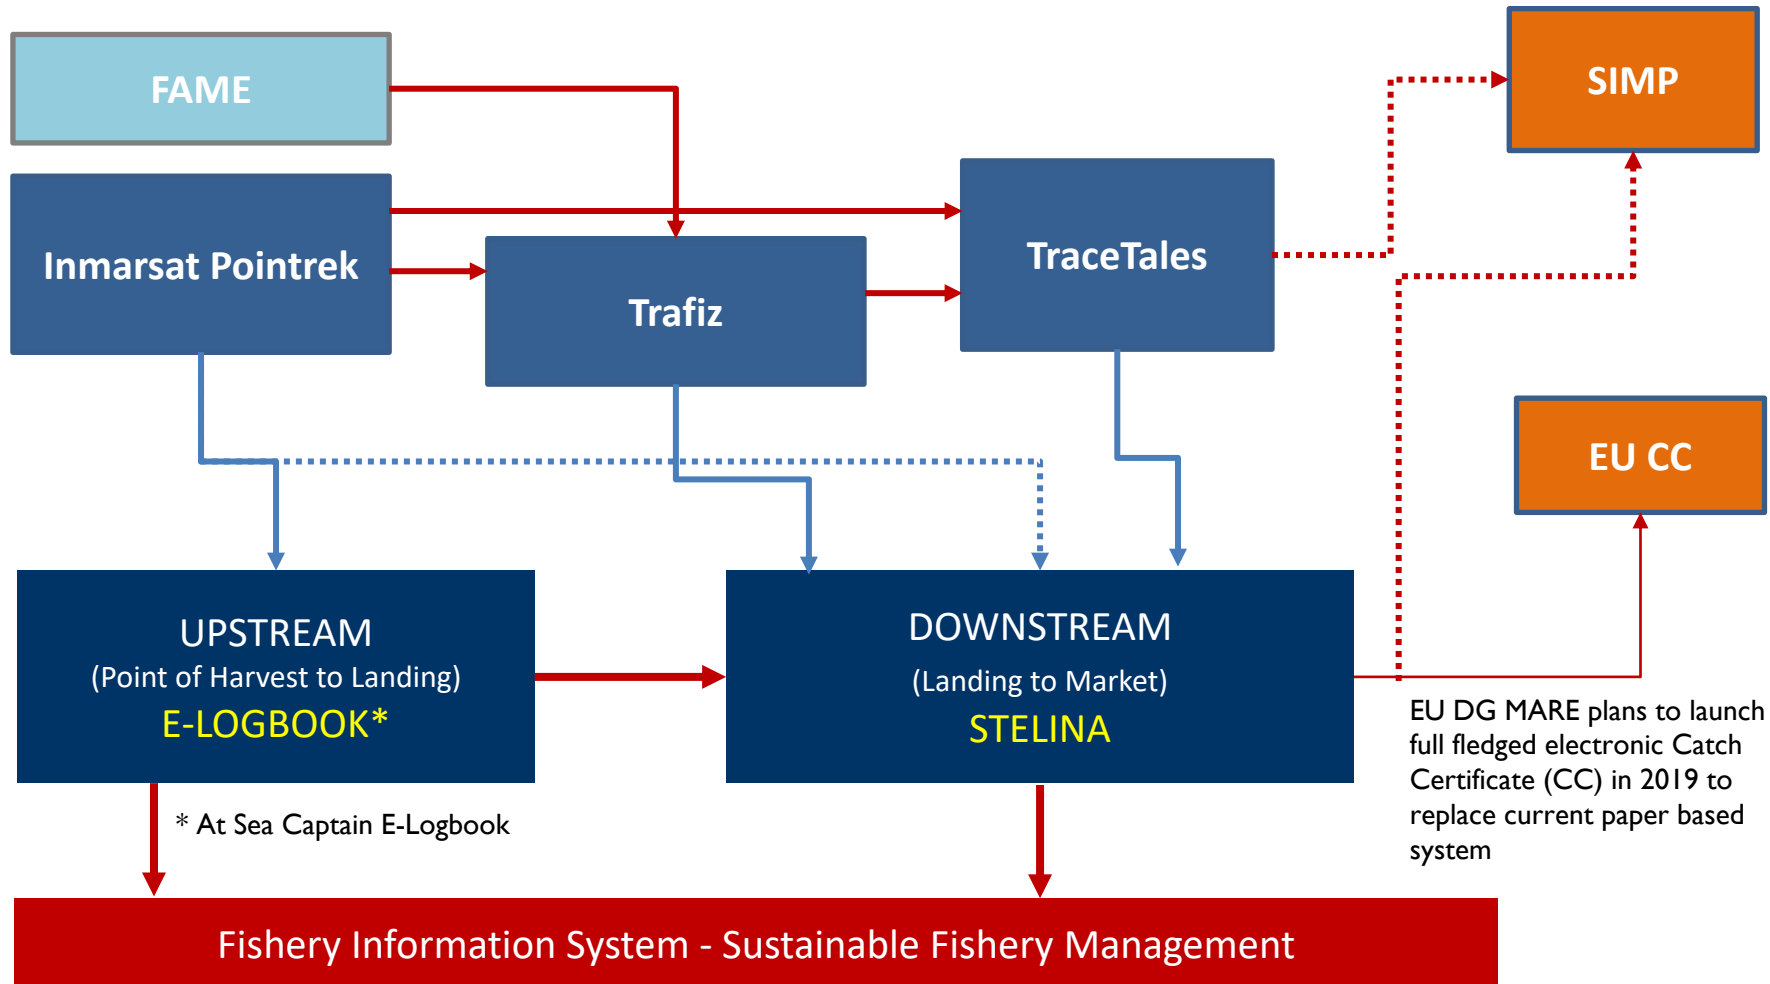 FAME
SIMP
Inmarsat Pointrek
TraceTales
Trafiz
EU CC
UPSTREAM
(Point of Harvest to Landing)
E-LOGBOOK*
DOWNSTREAM
(Landing to Market)
STELINA
EU DG MARE plans to launch
full fledged electronic Catch
Certificate (CC) in 2019 to
replace current paper based
system
* At Sea Captain E-Logbook
Fishery Information System - Sustainable Fishery Management